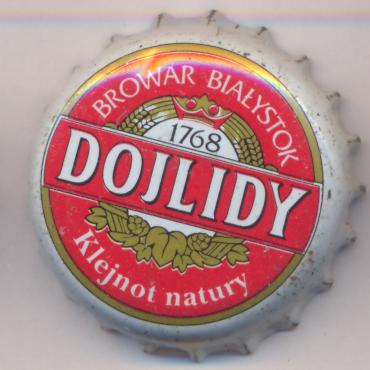 BROWAR BIAŁYSTOK
1768
DOJLIDY
Klejnot natury